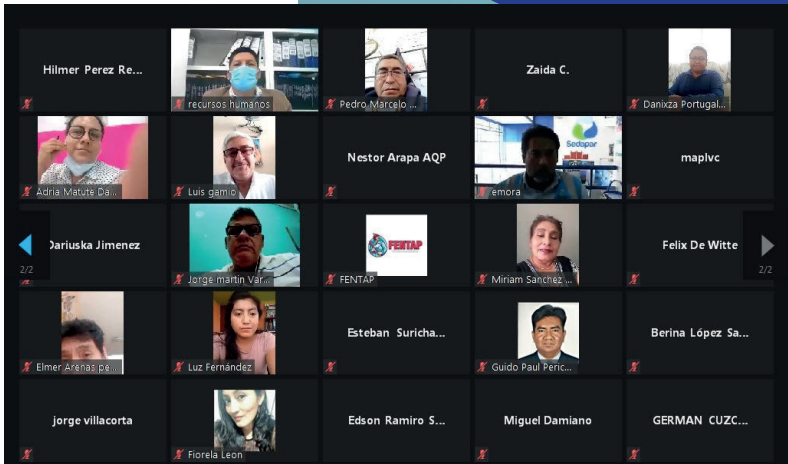 Hilmer Perez Re...
recursos humanos
Pedro Marcelo ...
Zaida C.
Danixza Portugal...
Adria Matute Da...
Luis gamio
Nestor Arapa AQP
Sedapar
emora
maplvc
Dariuska Jimenez
Jorge martin Var...
FENTAP
FENTAP
Miriam Sanchez ...
Felix De Witte
2/2
2/2
Elmer Arenas pe...
Luz Fernández
Esteban Suricha...
Guido Paul Peric...
Berina López Sa...
jorge villacorta
Fiorela Leon
Edson Ramiro S...
Miguel Damiano
GERMAN CUZC...